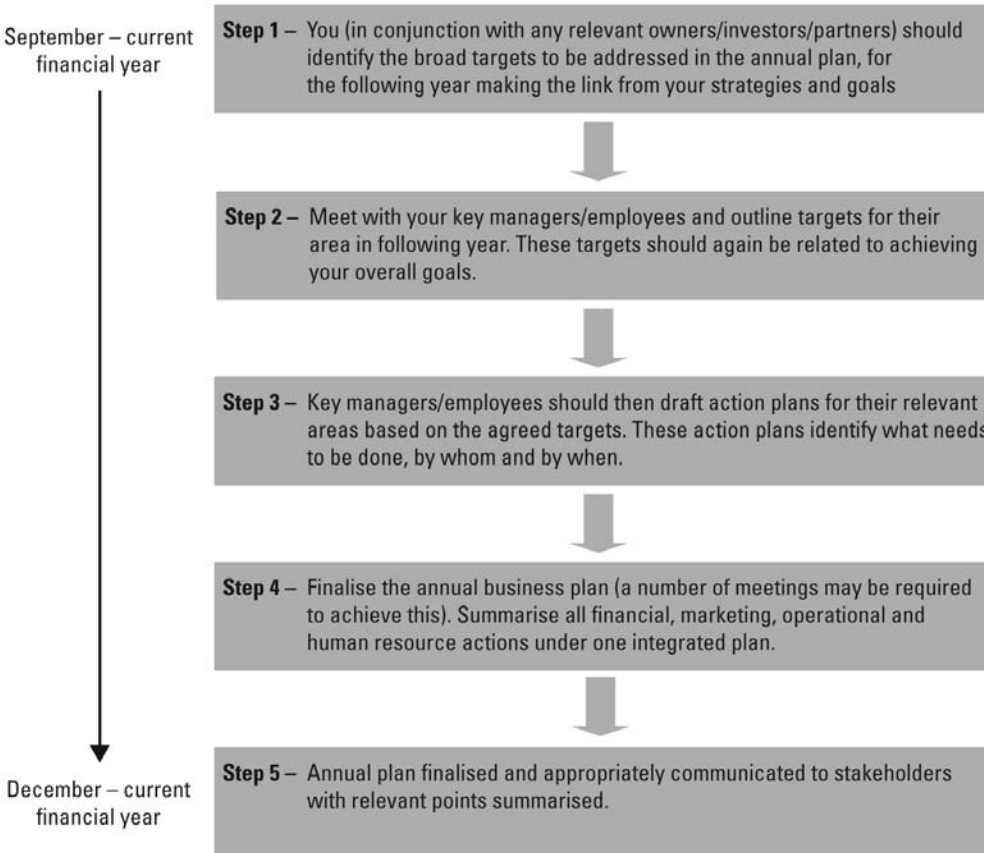 September – current
financial year
Step 1 – You (in conjunction with any relevant owners/investors/partners) should
identify the broad targets to be addressed in the annual plan, for
the following year making the link from your strategies and goals
Step 2 – Meet with your key managers/employees and outline targets for their
area in following year. These targets should again be related to achieving
your overall goals.
Step 3 – Key managers/employees should then draft action plans for their relevant
areas based on the agreed targets. These action plans identify what needs
to be done, by whom and by when.
Step 4 – Finalise the annual business plan (a number of meetings may be required
to achieve this). Summarise all financial, marketing, operational and
human resource actions under one integrated plan.
Step 5 – Annual plan finalised and appropriately communicated to stakeholders
with relevant points summarised.
December – current
financial year